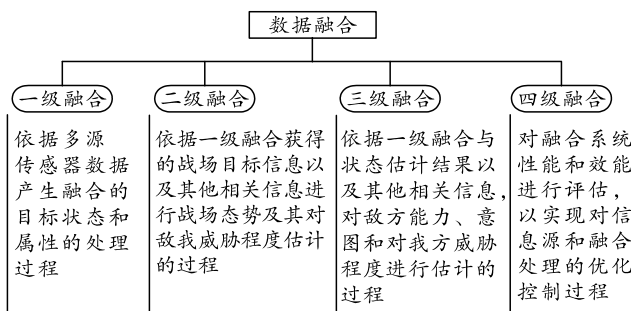 数据融合
一级融合
依据多源
传感器数据
产生融合的
目标状态和
属性的处理
过程
二级融合
依据一级融合获得
的战场目标信息以
及其他相关信息进
行战场态势及其对
敌我威胁程度估计
的过程
三级融合
依据一级融合与
状态估计结果以
及其他相关信息,
对敌方能力、意
图和对我方威胁
程度进行估计的
过程
四级融合
对融合系统
性能和效能
进行评估,
以实现对信
息源和融合
处理的优化
控制过程